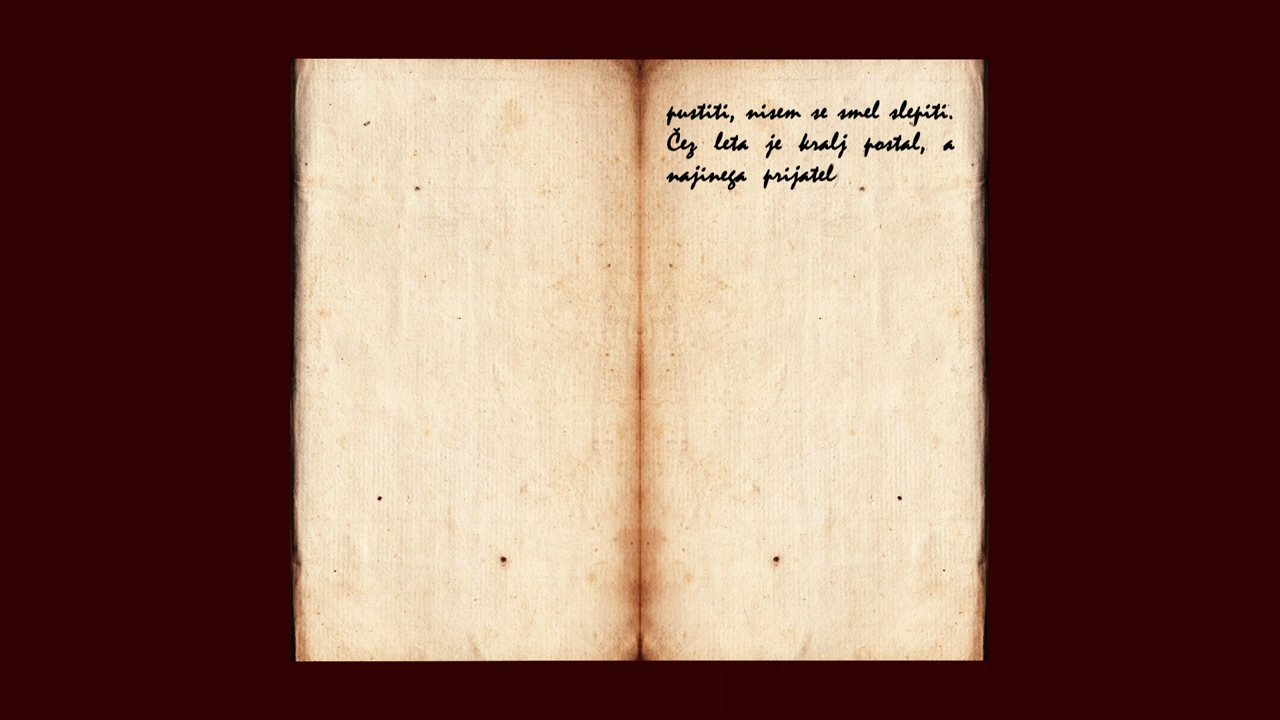 pustiti, nisem se smel slepiti.
Čez leta je kralj postal, a
najinega prijatel